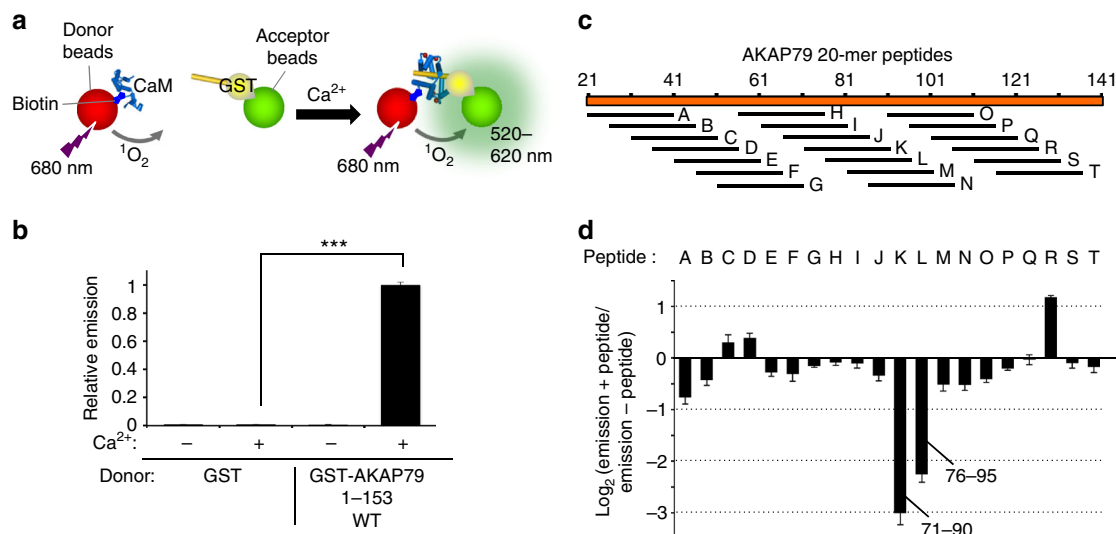 a
Donor beads
CaM
Biotin
680 nm
¹O₂
GST
Acceptor beads
Ca²⁺
680 nm
¹O₂
520–620 nm
b
***
Relative emission
1
0.8
0.6
0.4
0.2
0
Ca²⁺: – + – +
Donor: GST GST-AKAP79
1–153
WT
c
AKAP79 20-mer peptides
21 41 61 81 101 121 141
A
B
C
D
E
F
G
H
I
J
K
L
M
N
O
P
Q
R
S
T
d
Peptide : A B C D E F G H I J K L M N O P Q R S T
Log₂ (emission + peptide/
emission – peptide)
1
0
–1
–2
–3
76–95
71–90